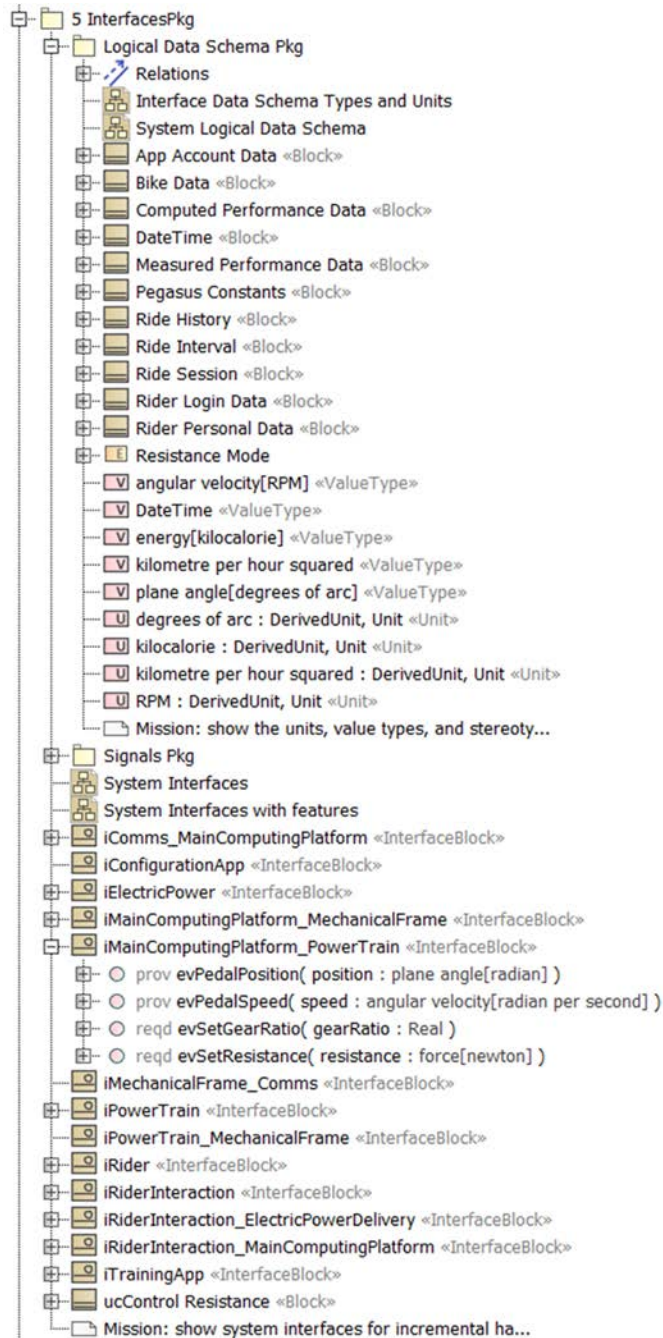 5 InterfacesPkg
Logical Data Schema Pkg
Relations
Interface Data Schema Types and Units
System Logical Data Schema
App Account Data «Block»
Bike Data «Block»
Computed Performance Data «Block»
DateTime «Block»
Measured Performance Data «Block»
Pegasus Constants «Block»
Ride History «Block»
Ride Interval «Block»
Ride Session «Block»
Rider Login Data «Block»
Rider Personal Data «Block»
E Resistance Mode
V angular velocity[RPM] «ValueType»
V DateTime «ValueType»
V energy[kilocalorie] «ValueType»
V kilometre per hour squared «ValueType»
V plane angle[degrees of arc] «ValueType»
U degrees of arc : DerivedUnit, Unit «Unit»
U kilocalorie : DerivedUnit, Unit «Unit»
U kilometre per hour squared : DerivedUnit, Unit «Unit»
U RPM : DerivedUnit, Unit «Unit»
Mission: show the units, value types, and stereoty...
Signals Pkg
System Interfaces
System Interfaces with features
iComms_MainComputingPlatform «InterfaceBlock»
iConfigurationApp «InterfaceBlock»
iElectricPower «InterfaceBlock»
iMainComputingPlatform_MechanicalFrame «InterfaceBlock»
iMainComputingPlatform_PowerTrain «InterfaceBlock»
prov evPedalPosition( position : plane angle[radian] )
prov evPedalSpeed( speed : angular velocity[radian per second] )
reqd evSetGearRatio( gearRatio : Real )
reqd evSetResistance( resistance : force[newton] )
iMechanicalFrame_Comms «InterfaceBlock»
iPowerTrain «InterfaceBlock»
iPowerTrain_MechanicalFrame «InterfaceBlock»
iRider «InterfaceBlock»
iRiderInteraction «InterfaceBlock»
iRiderInteraction_ElectricPowerDelivery «InterfaceBlock»
iRiderInteraction_MainComputingPlatform «InterfaceBlock»
iTrainingApp «InterfaceBlock»
ucControl Resistance «Block»
Mission: show system interfaces for incremental ha...